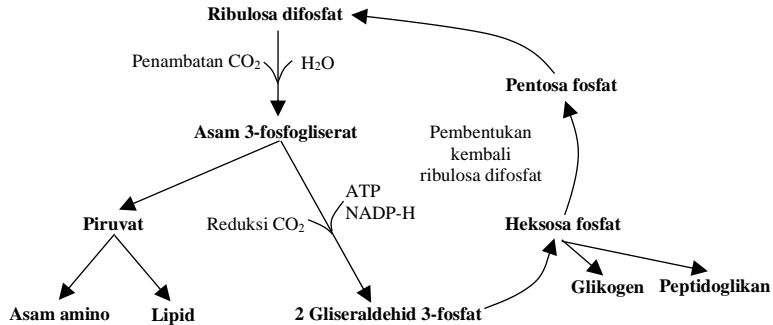 Ribulosa difosfat
Penambatan CO₂
H₂O
Pentosa fosfat
Asam 3-fosfogliserat
Pembentukan
kembali
ribulosa difosfat
ATP
NADP-H
Reduksi CO₂
Piruvat
Heksosa fosfat
Glikogen
Peptidoglikan
Asam amino
Lipid
2 Gliseraldehid 3-fosfat